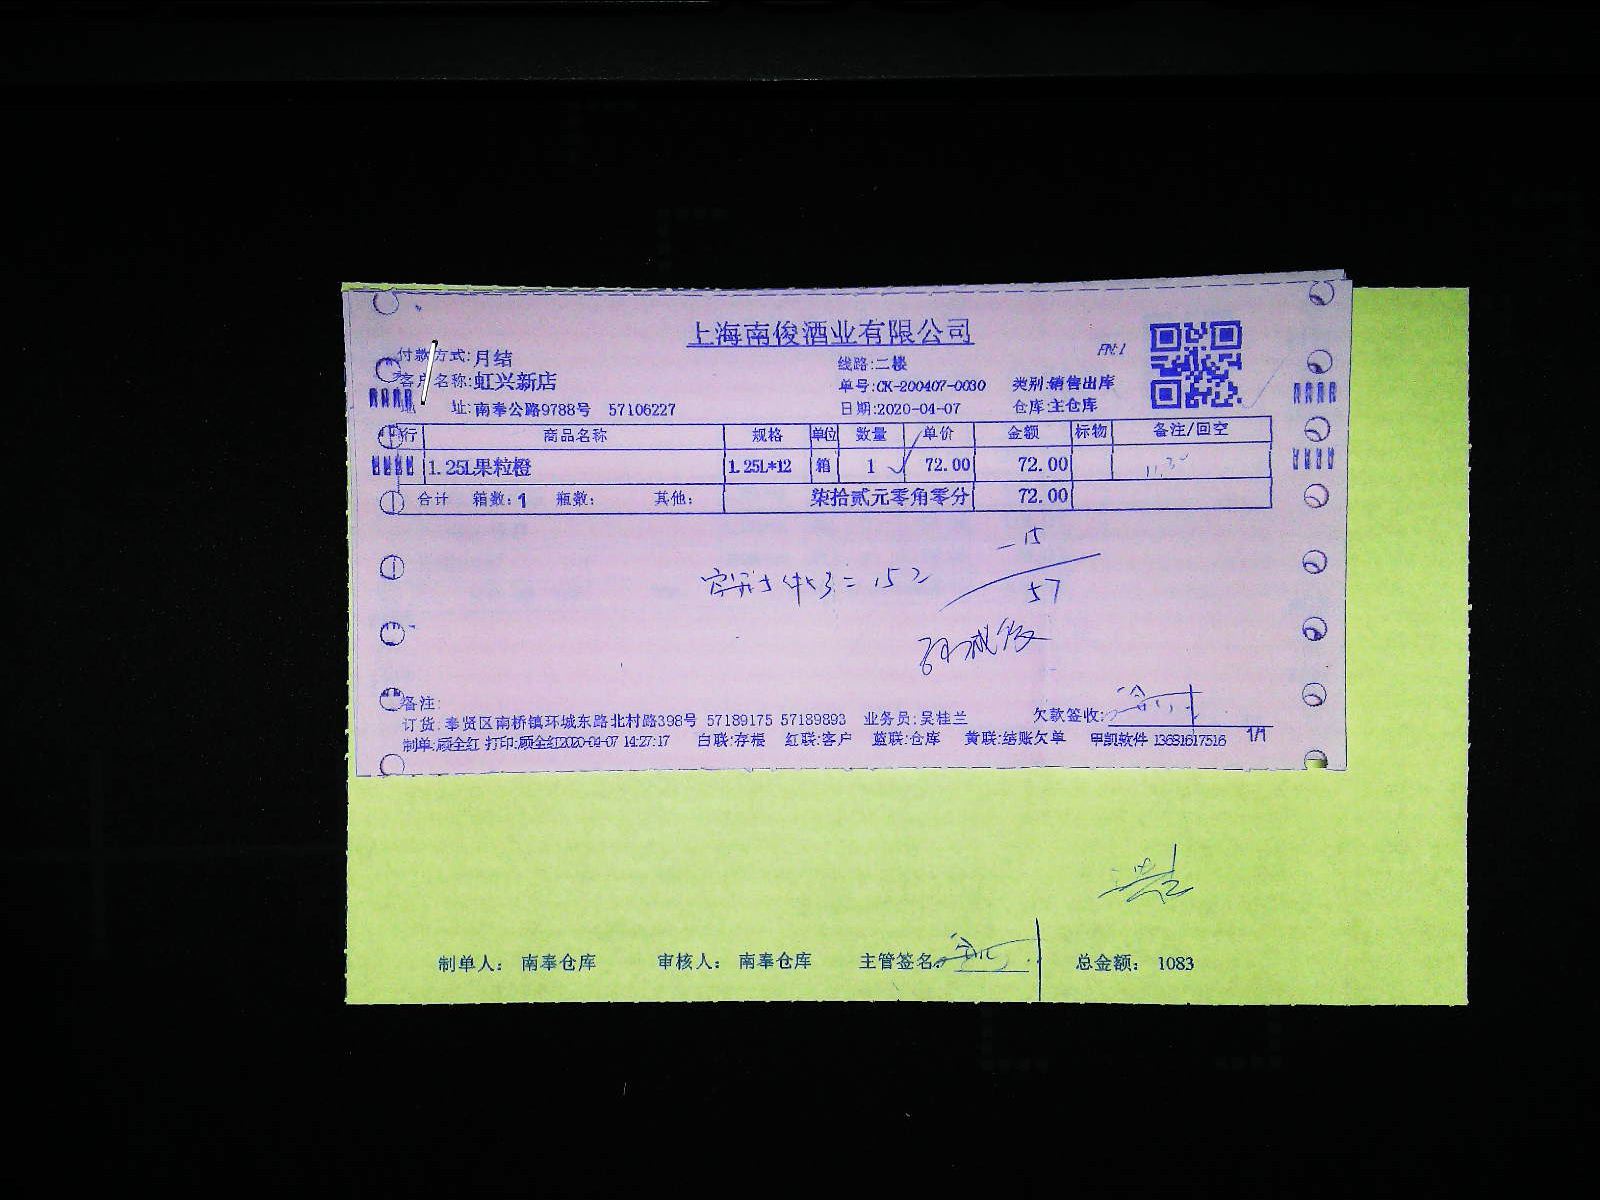 上海南俊酒业有限公司
付款方式:月结
线路:二楼
客户名称:虹兴新店
单号:CK-200407-0030 类别:销售出库
地 址:南奉公路9788号 57106227
日期:2020-04-07 仓库:主仓库
行 商品名称 规格 单位 数量 单价 金额 标物 备注/回空
1.25L果粒橙 1.25L*12 箱 1 72.00 72.00
合计 箱数:1 瓶数: 其他: 柒拾贰元零角零分 72.00
-15
57
=152
备注:
订货:奉贤区南桥镇环城东路北村路398号 57189175 57189893 业务员:吴桂兰 欠款签收:
制单:顾全红 打印:顾全红2020-04-07 14:27:17 白联:存根 红联:客户 蓝联:仓库 黄联:结账欠单 甲凯软件 13681617516 1/1
制单人: 南奉仓库 审核人: 南奉仓库 主管签名: 总金额: 1083